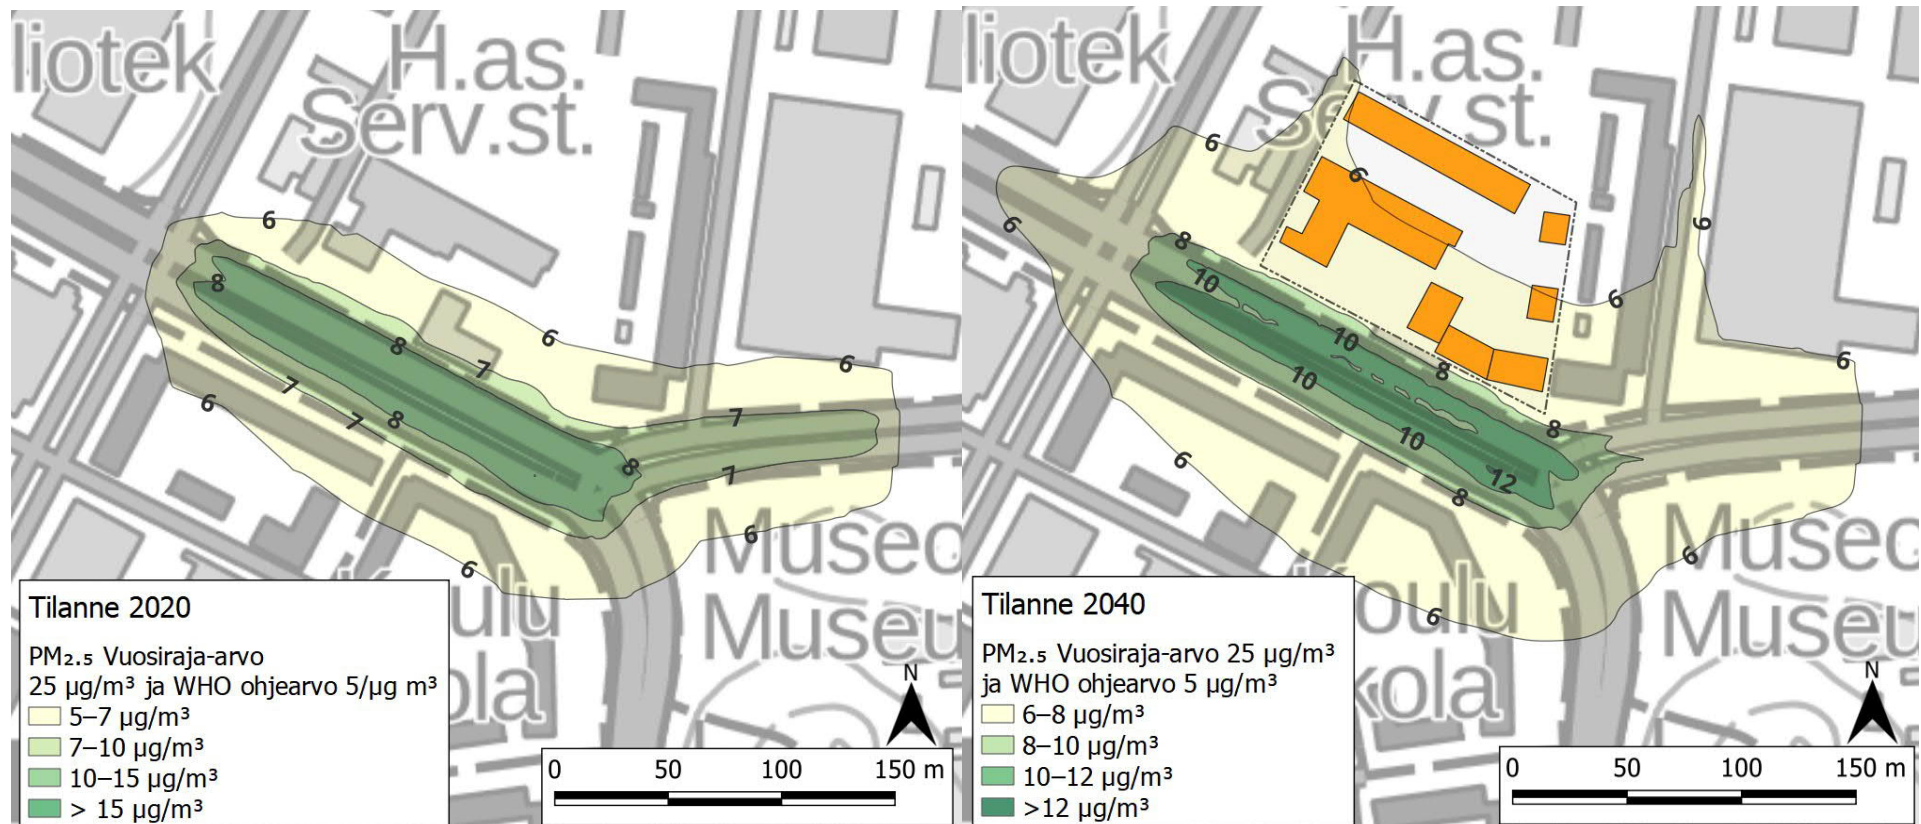 liotek
H.as.
Serv.st.
6
8
8
7
6
6
7
6
7
8
7
8
7
6
6
Museo
Museu
ulu
ola
Tilanne 2020
PM₂.₅ Vuosiraja-arvo
25 µg/m³ ja WHO ohjearvo 5/µg m³
5–7 µg/m³
7–10 µg/m³
10–15 µg/m³
> 15 µg/m³
N
0 50 100 150 m
liotek
H.as.
Serv.st.
6
6
6
6
8
10
6
10
8
6
10
8
10
12
8
6
6
6
Museo
Museu
Koulu
kola
Tilanne 2040
PM₂.₅ Vuosiraja-arvo 25 µg/m³
ja WHO ohjearvo 5 µg/m³
6–8 µg/m³
8–10 µg/m³
10–12 µg/m³
>12 µg/m³
N
0 50 100 150 m